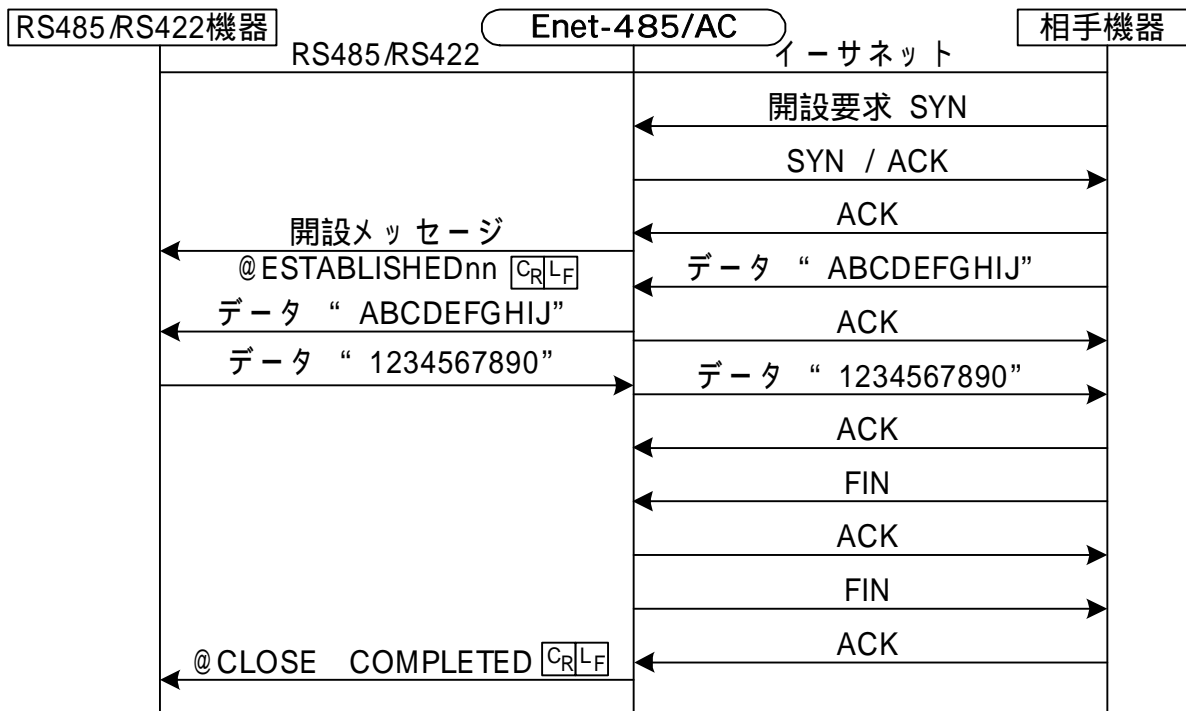 RS485/RS422機器
Enet-485/AC
相手機器
RS485/RS422
イーサネット
開設要求 SYN
SYN / ACK
ACK
開設メッセージ
@ESTABLISHEDnn CRLF
データ “ ABCDEFGHIJ”
データ “ ABCDEFGHIJ”
ACK
データ “ 1234567890”
データ “ 1234567890”
ACK
FIN
ACK
FIN
ACK
@CLOSE COMPLETED CRLF